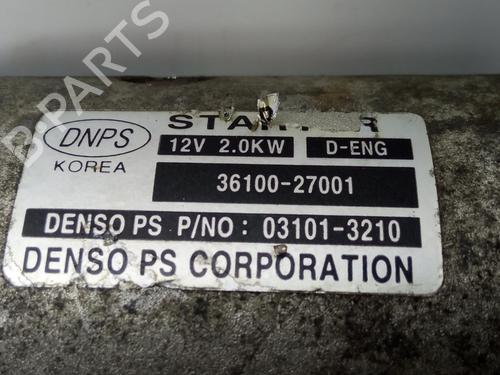 B-PARTS
DNPS
KOREA
12V 2.0KW D-ENG
36100-27001
DENSO PS P/NO: 03101-3210
DENSO PS CORPORATION